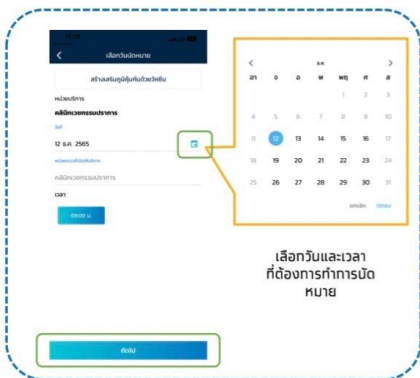 เลือกวันนัดหมาย
สร้างเสริมภูมิคุ้มกันด้วยวัคซีน
หน่วยบริการ
คลินิกเวชกรรมปราการ
วันที่
12 ธ.ค. 2565
คลินิกเวชกรรมปราการ
เวลา
09:00 น.
ถัดไป
ธ.ค.
อา จ อ พ พฤ ศ ส
1 2 3
4 5 6 7 8 9 10
11 12 13 14 15 16 17
18 19 20 21 22 23 24
25 26 27 28 29 30 31
ยกเลิก ตกลง
เลือกวันและเวลา
ที่ต้องการทำการนัด
หมาย